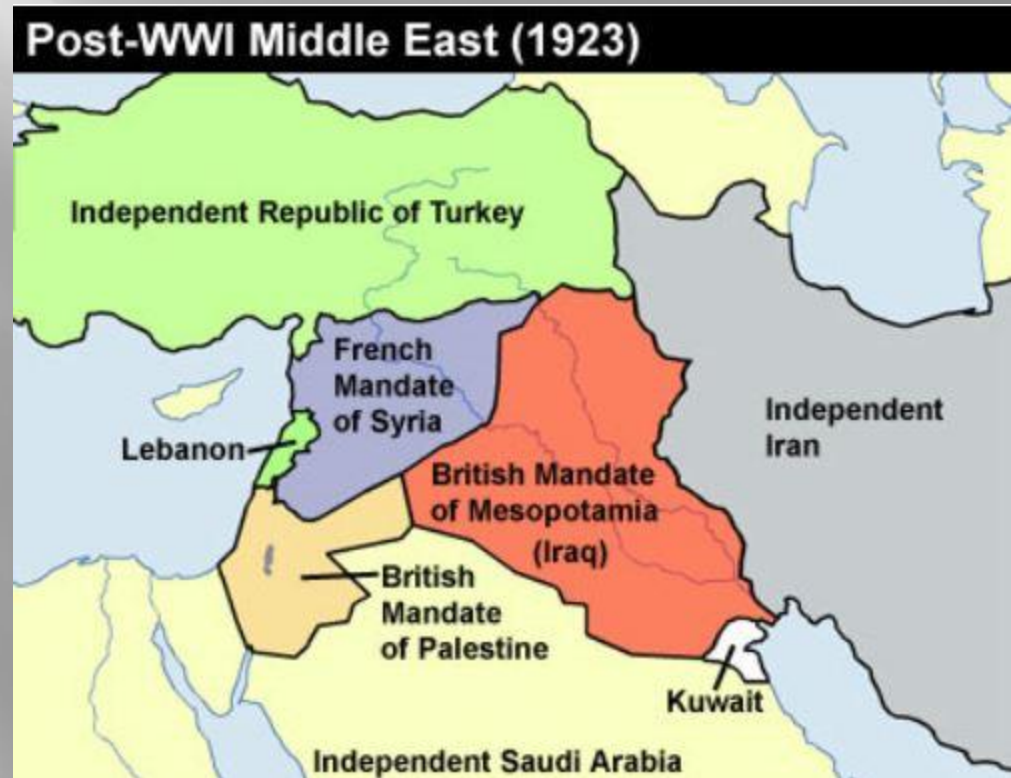 Post-WWI Middle East (1923)
Independent Republic of Turkey
French
Mandate
of Syria
Lebanon
Independent
Iran
British Mandate
of Mesopotamia
(Iraq)
British
Mandate
of Palestine
Kuwait
Independent Saudi Arabia